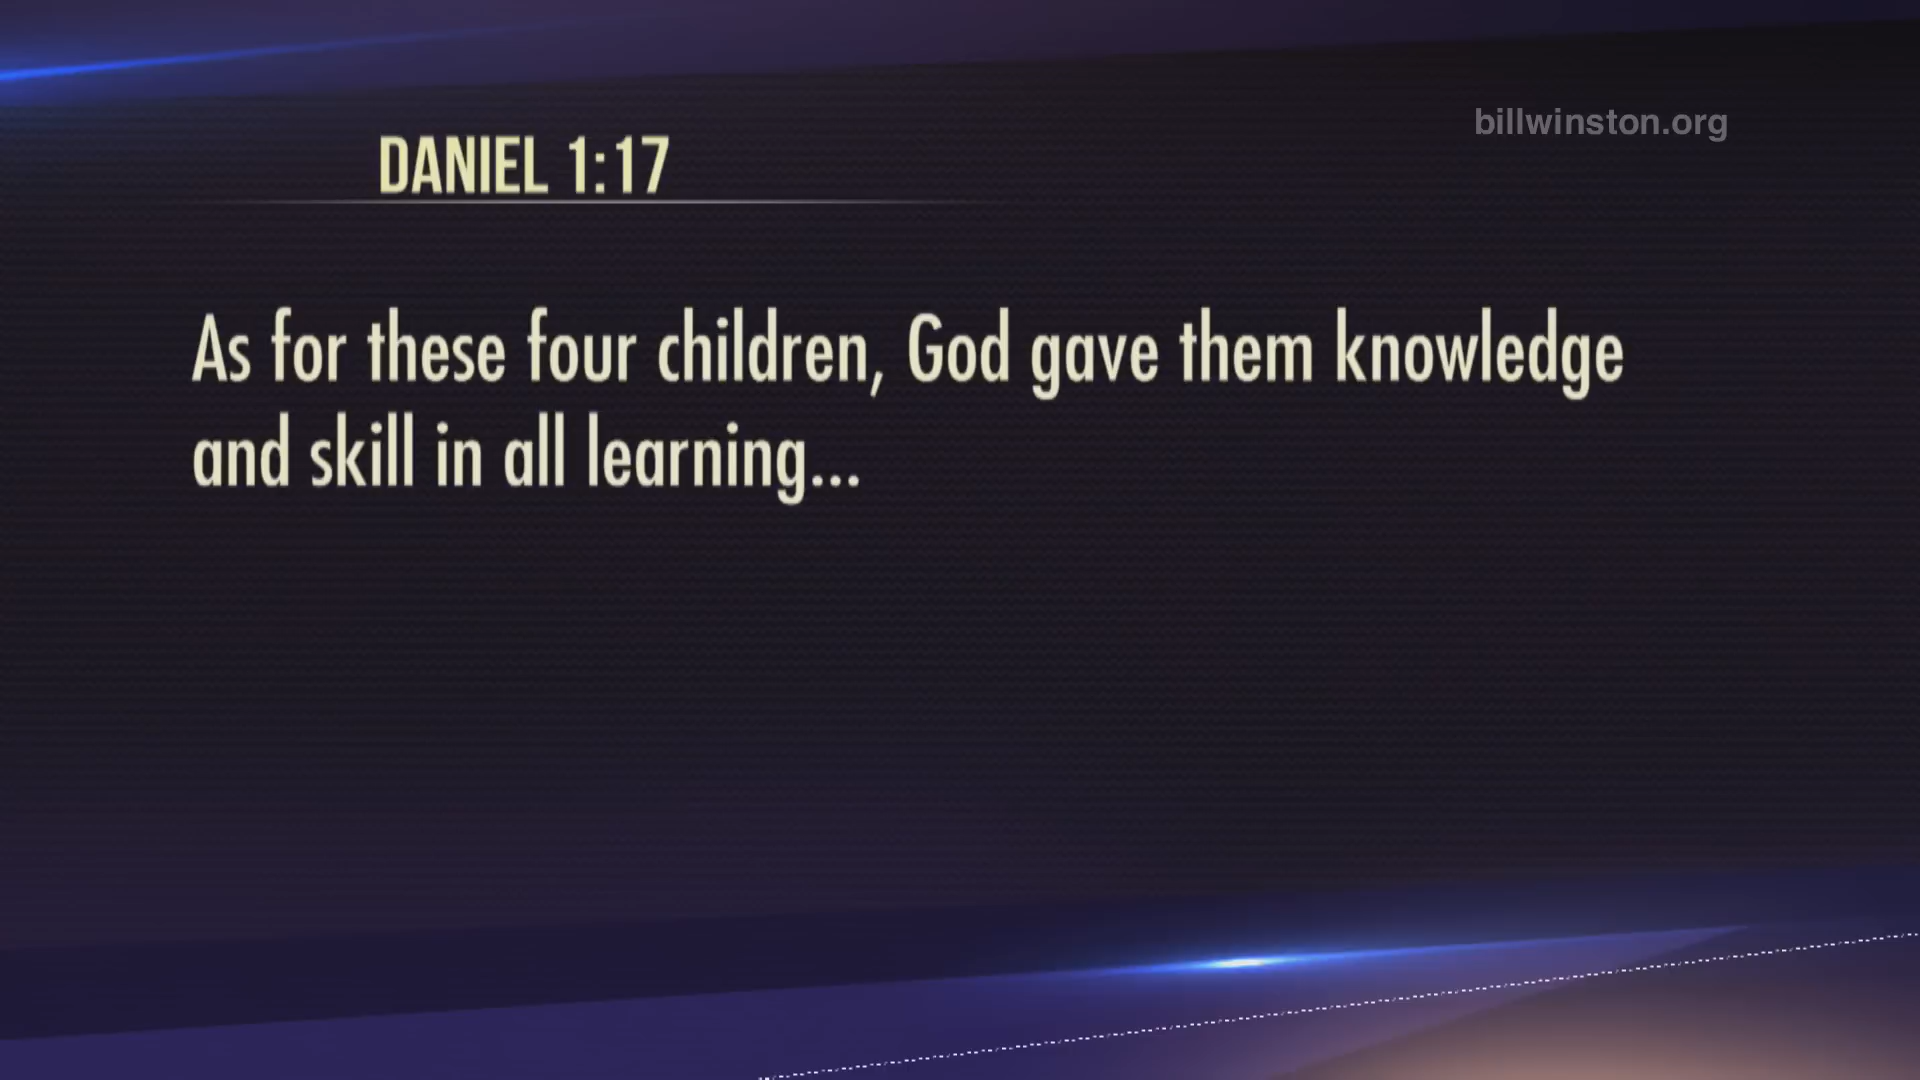 billwinston.org
DANIEL 1:17
As for these four children, God gave them knowledge
and skill in all learning...